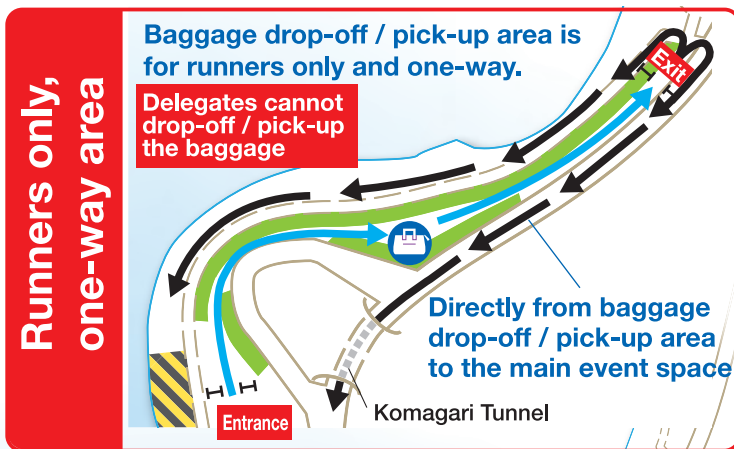 Runners only,
one-way area
Baggage drop-off / pick-up area is
for runners only and one-way.
Delegates cannot
drop-off / pick-up
the baggage
Exit
Directly from baggage
drop-off / pick-up area
to the main event space
Komagari Tunnel
Entrance